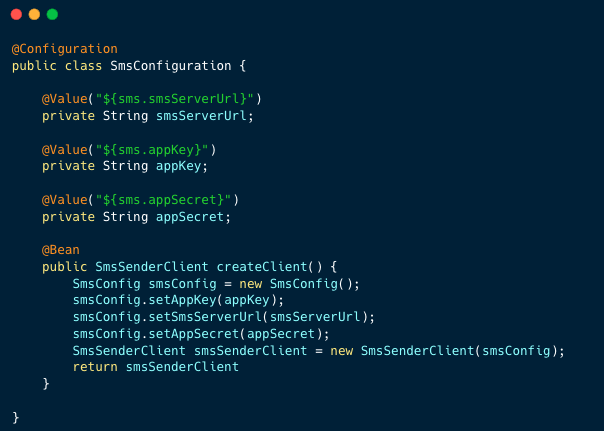 @Configuration
public class SmsConfiguration {
@Value("${sms.smsServerUrl}")
private String smsServerUrl;
@Value("${sms.appKey}")
private String appKey;
@Value("${sms.appSecret}")
private String appSecret;
@Bean
public SmsSenderClient createClient() {
SmsConfig smsConfig = new SmsConfig();
smsConfig.setAppKey(appKey);
smsConfig.setSmsServerUrl(smsServerUrl);
smsConfig.setAppSecret(appSecret);
SmsSenderClient smsSenderClient = new SmsSenderClient(smsConfig);
return smsSenderClient
}
}